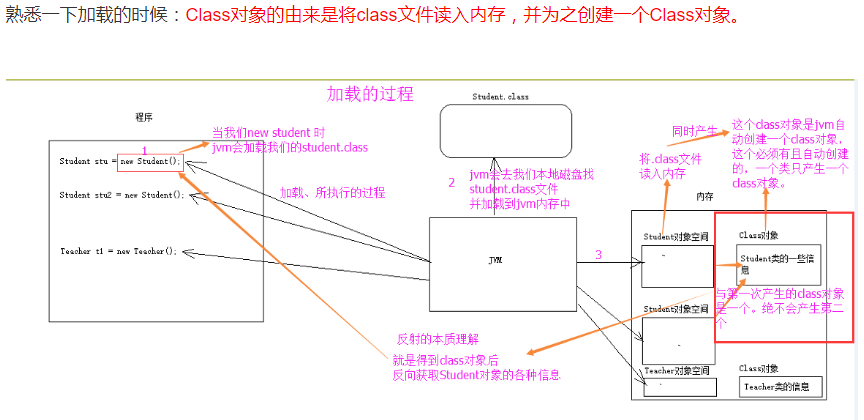 熟悉一下加载的时候：Class对象的由来是将class文件读入内存，并为之创建一个Class对象。
加载的过程
Student.class
程序
1
Student stu = new Student();
当我们new student 时
jvm会加载我们的student.class
Student stu2 = new Student();
加载、所执行的过程
Teacher t1 = new Teacher();
2
jvm会去我们本地磁盘找
student.class文件
并加载到jvm内存中
JVM
3
同时产生
将.class文件
读入内存
这个class对象是jvm自
动创建一个class对象，
这个必须有且自动创建
的，一个类只产生一个
class对象。
内存
Student对象空间
Class对象
Student类的一些信
息
与第一次产生的class对象
是一个。绝不会产生第二
个
Student对象空间
反射的本质理解
就是得到class对象后
反向获取Student对象的各种信息
Teacher对象空间
Class对象
Teacher类的信息